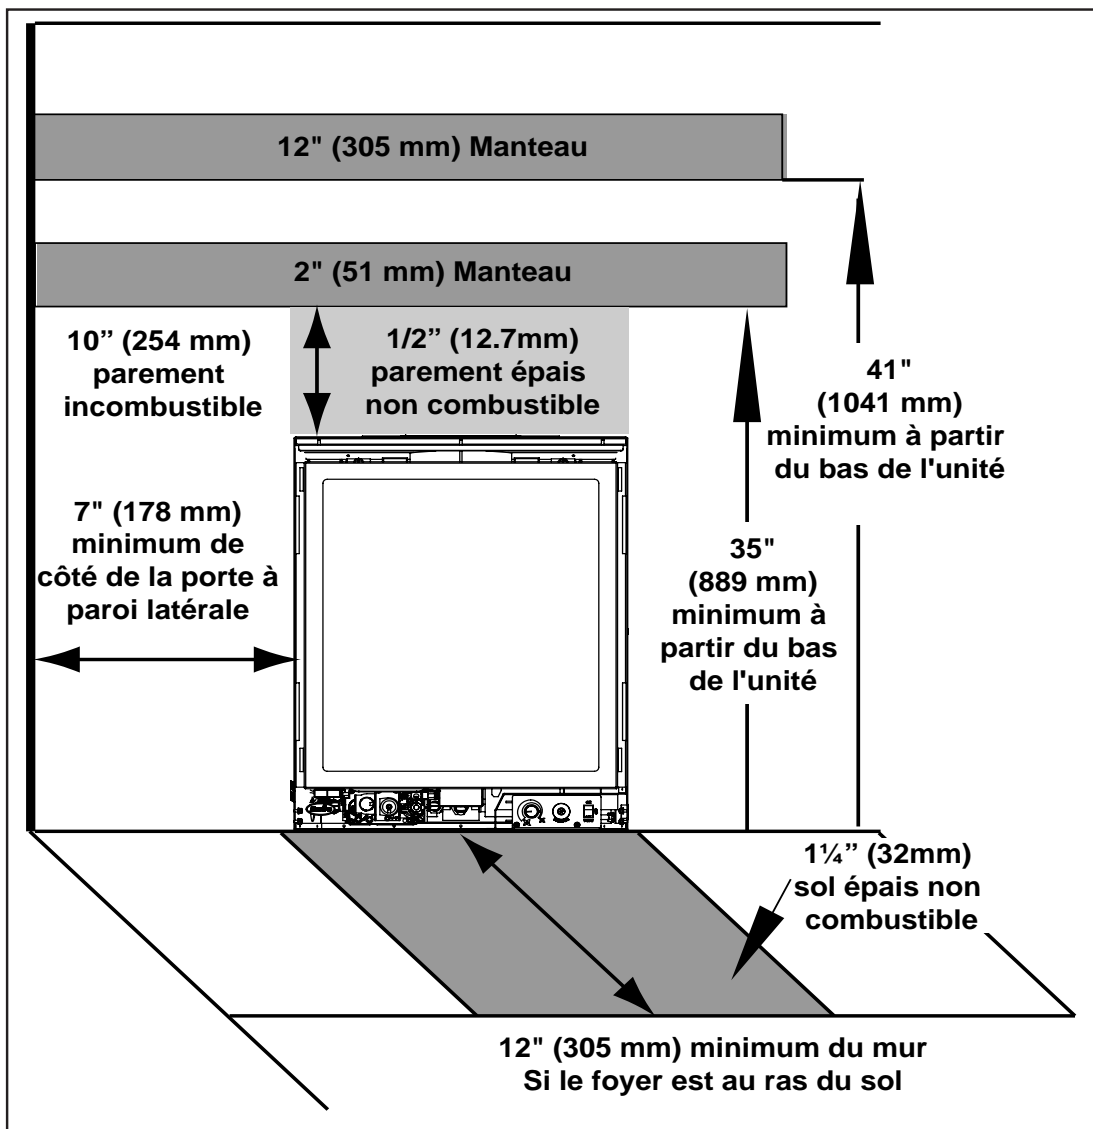 12" (305 mm) Manteau
2" (51 mm) Manteau
10” (254 mm)
parement
incombustible
1/2” (12.7mm)
parement épais
non combustible
41"
(1041 mm)
minimum à partir
du bas de l'unité
7" (178 mm)
minimum de
côté de la porte à
paroi latérale
35"
(889 mm)
minimum à
partir du bas
de l'unité
1¼” (32mm)
sol épais non
combustible
12" (305 mm) minimum du mur
Si le foyer est au ras du sol